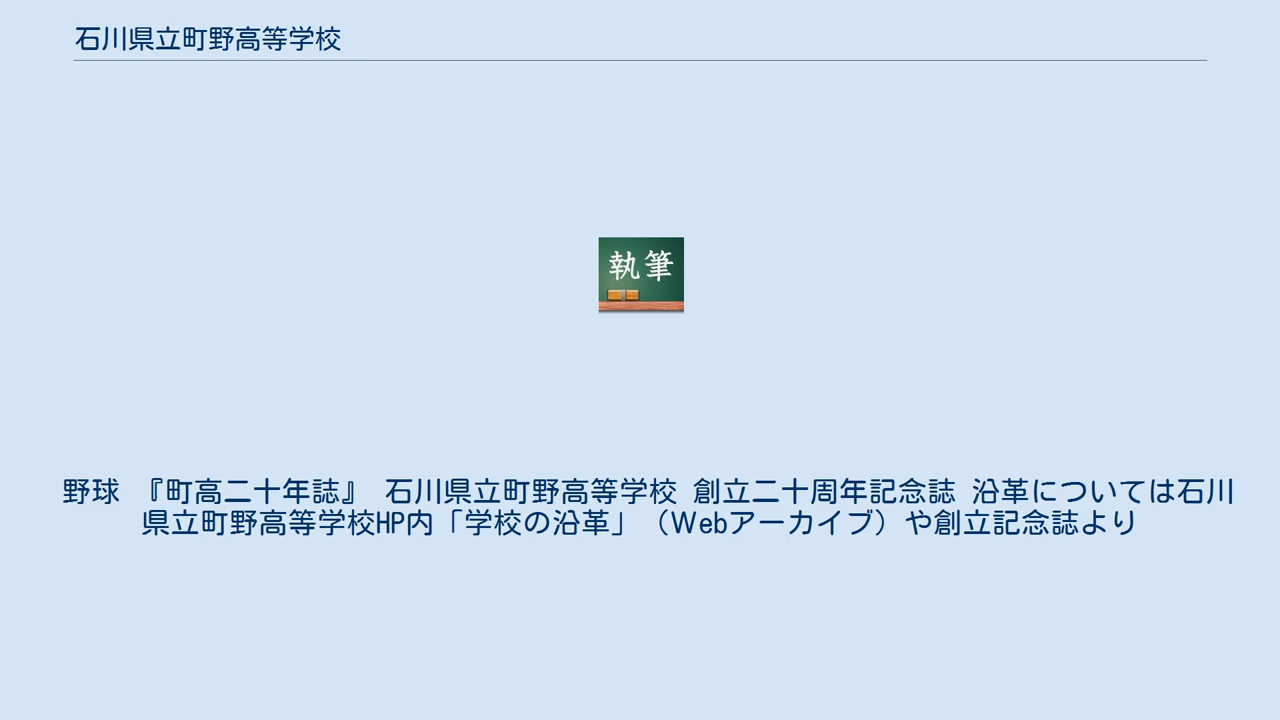 石川県立町野高等学校
執筆
野球 『町高二十年誌』 石川県立町野高等学校 創立二十周年記念誌 沿革については石川
県立町野高等学校HP内「学校の沿革」（Webアーカイブ）や創立記念誌より